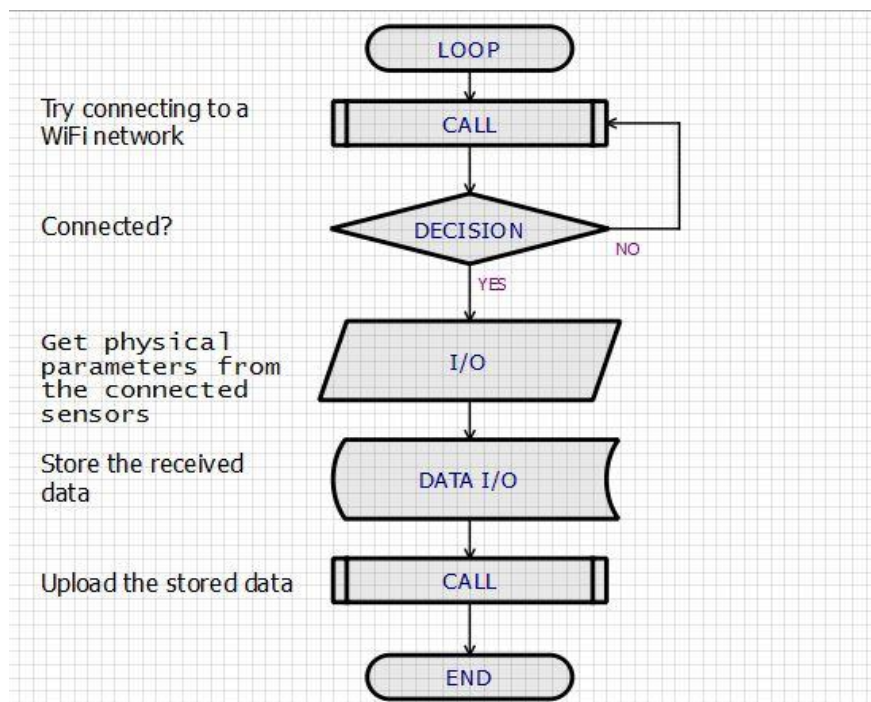 LOOP
Try connecting to a
WiFi network
CALL
Connected?
DECISION
NO
YES
Get physical
parameters from
the connected
sensors
I/O
Store the received
data
DATA I/O
Upload the stored data
CALL
END